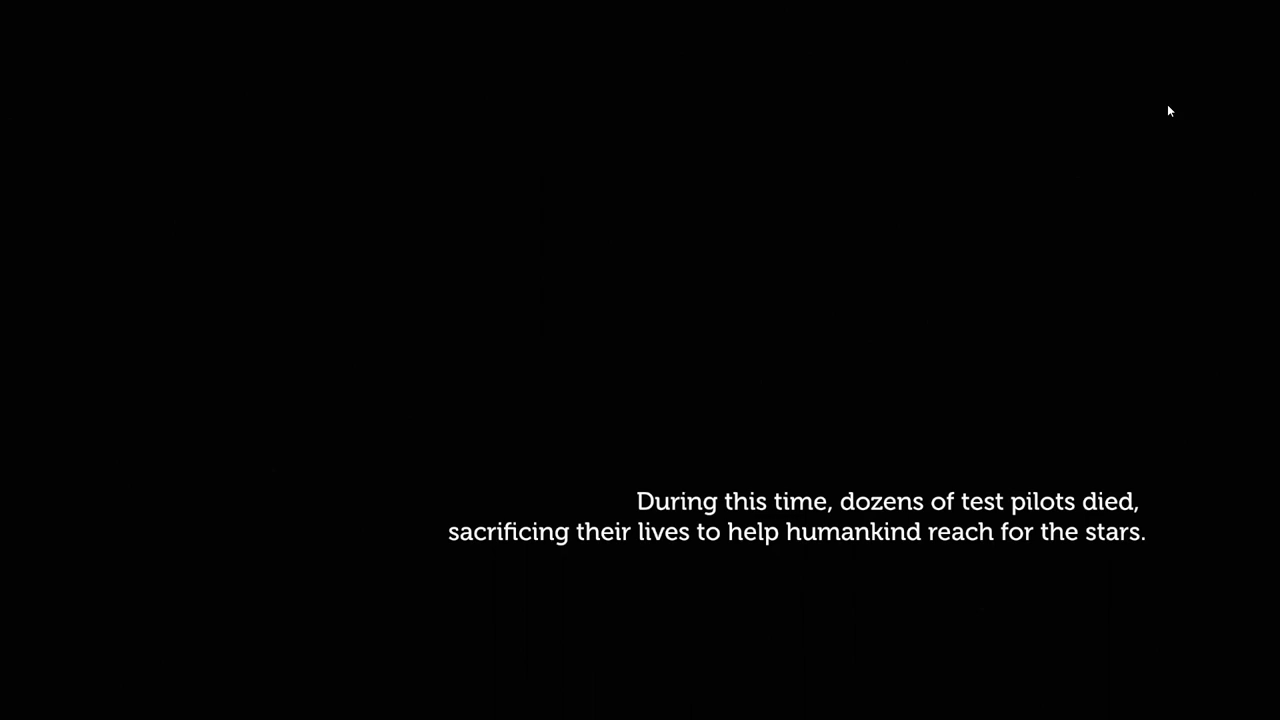 During this time, dozens of test pilots died,
sacrificing their lives to help humankind reach for the stars.